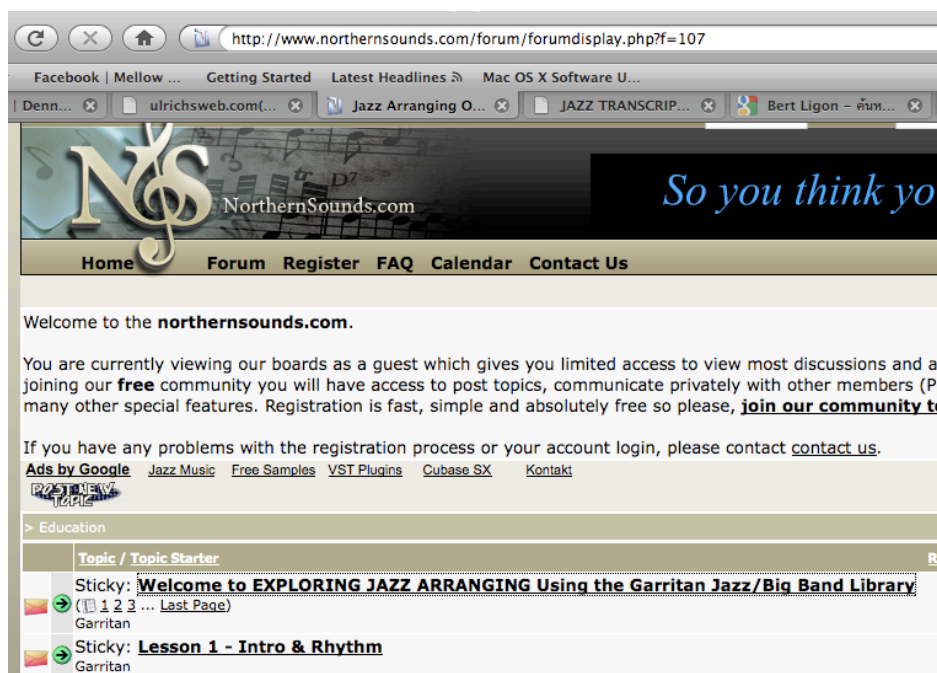 http://www.northernsounds.com/forum/forumdisplay.php?f=107
Facebook | Mellow ... Getting Started Latest Headlines Mac OS X Software U...
| Denn... ulrichsweb.com(... Jazz Arranging O... JAZZ TRANSCRIP... Bert Ligon - ค้นห...
NS
3
tr D7
NorthernSounds.com
So you think yo
Home Forum Register FAQ Calendar Contact Us
Welcome to the northernsounds.com.
You are currently viewing our boards as a guest which gives you limited access to view most discussions and a
joining our free community you will have access to post topics, communicate privately with other members (P
many other special features. Registration is fast, simple and absolutely free so please, join our community to
If you have any problems with the registration process or your account login, please contact contact us.
Ads by Google Jazz Music Free Samples VST Plugins Cubase SX Kontakt
POST NEW
TOPIC
> Education
Topic / Topic Starter R
Sticky: Welcome to EXPLORING JAZZ ARRANGING Using the Garritan Jazz/Big Band Library
( 1 2 3 ... Last Page)
Garritan
Sticky: Lesson 1 - Intro & Rhythm
Garritan